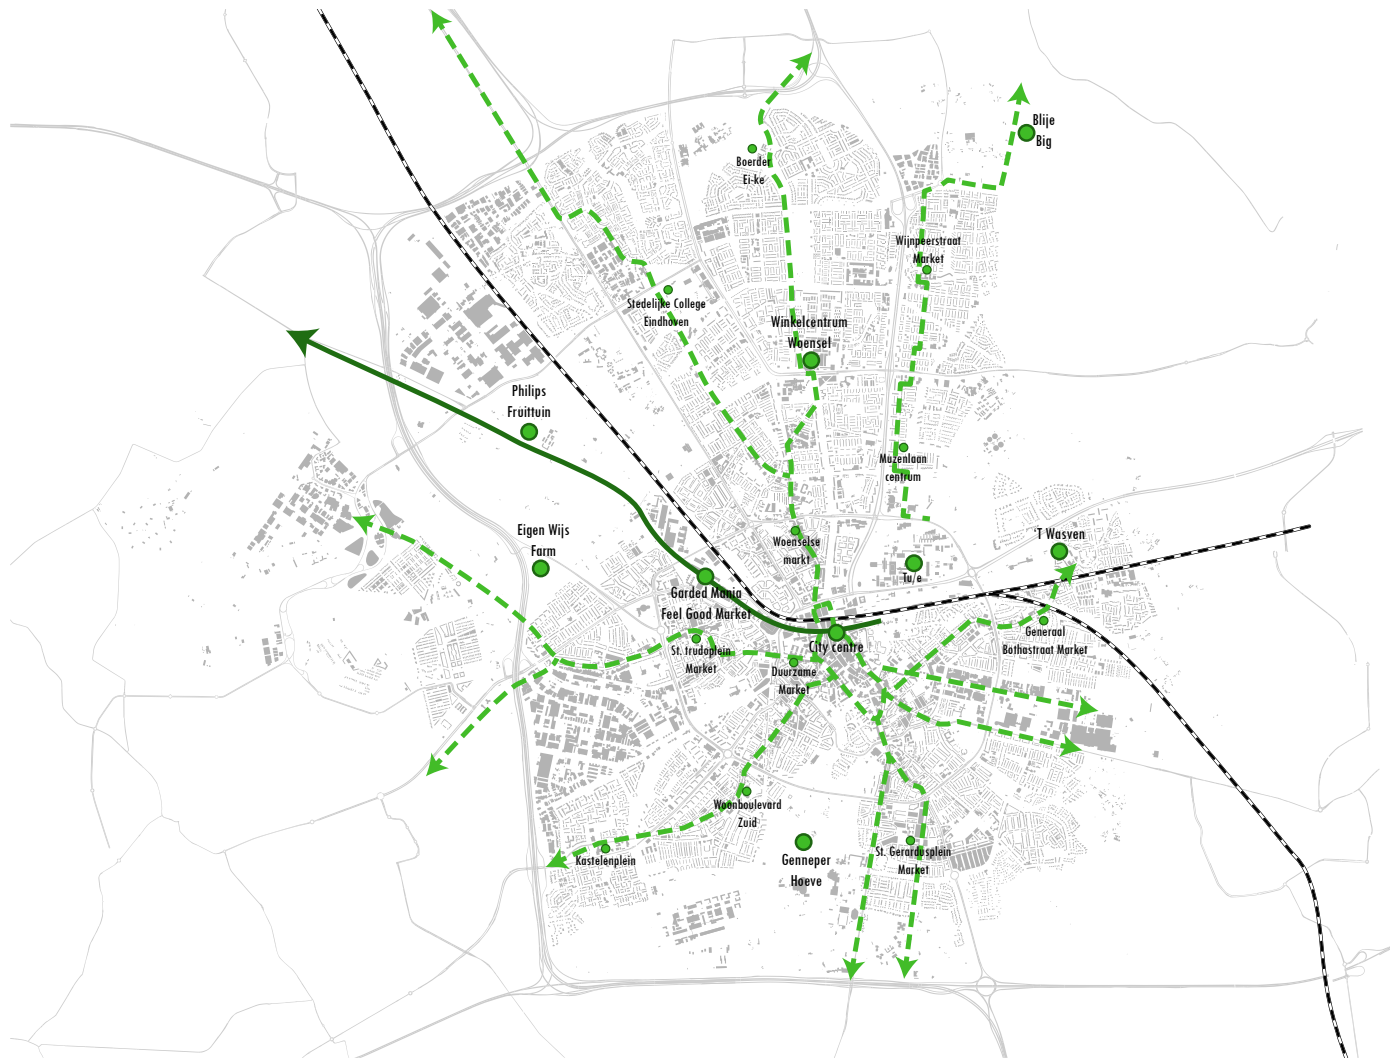 Blije
Big
Boerderij
Ei-ke
Wijnpeerstraat
Market
Stedelijke College
Eindhoven
Winkelcentrum
Woensel
Philips
Fruittuin
Muzenlaan
centrum
Eigen Wijs
Farm
Woenselse
markt
'T Wasven
Tu/e
Garded Mania
Feel Good Market
City centre
Generaal
Bothastraat Market
St. trudoplein
Market
Duurzame
Market
Woonboulevard
Zuid
Kastelenplein
Genneper
Hoeve
St. Gerardusplein
Market